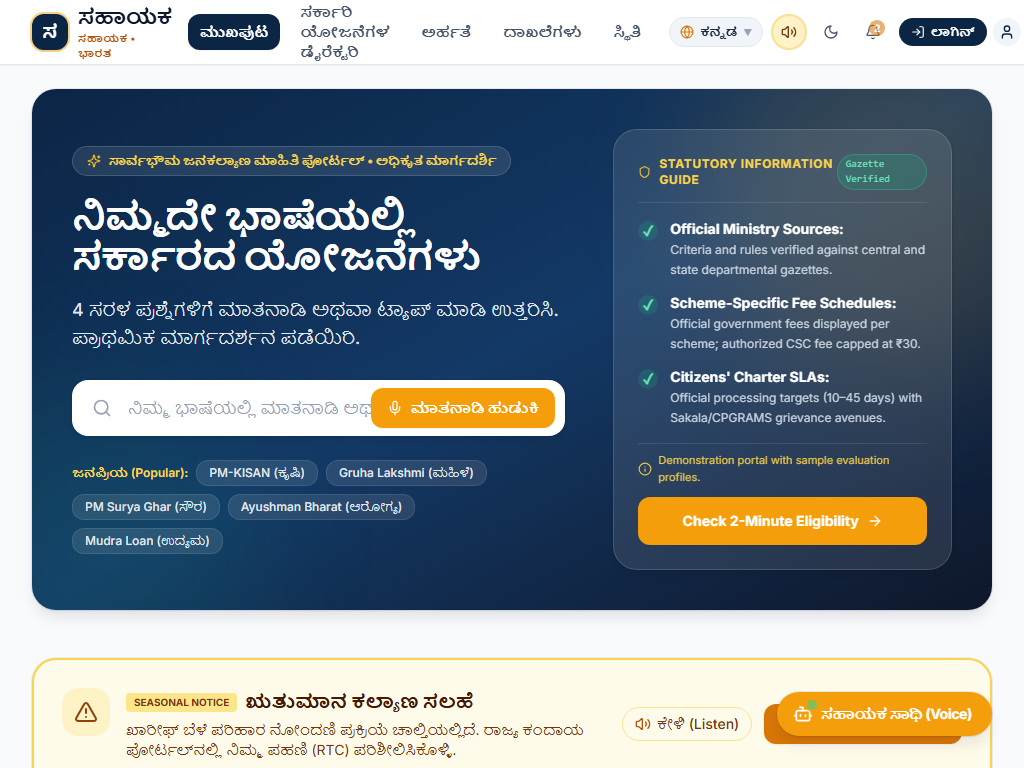 ಸ
ಸಹಾಯಕ
ಸಹಾಯಕ •
ಭಾರತ
ಮುಖಪುಟ
ಸರ್ಕಾರಿ
ಯೋಜನೆಗಳ
ಡೈರೆಕ್ಟರಿ
ಅರ್ಹತೆ
ದಾಖಲೆಗಳು
ಸ್ಥಿತಿ
ಕನ್ನಡ
ಲಾಗಿನ್
ಸಾರ್ವಭೌಮ ಜನಕಲ್ಯಾಣ ಮಾಹಿತಿ ಪೋರ್ಟಲ್ • ಅಧಿಕೃತ ಮಾರ್ಗದರ್ಶಿ
ನಿಮ್ಮದೇ ಭಾಷೆಯಲ್ಲಿ
ಸರ್ಕಾರದ ಯೋಜನೆಗಳು
4 ಸರಳ ಪ್ರಶ್ನೆಗಳಿಗೆ ಮಾತನಾಡಿ ಅಥವಾ ಟ್ಯಾಪ್ ಮಾಡಿ ಉತ್ತರಿಸಿ.
ಪ್ರಾಥಮಿಕ ಮಾರ್ಗದರ್ಶನ ಪಡೆಯಿರಿ.
ನಿಮ್ಮ ಭಾಷೆಯಲ್ಲಿ ಮಾತನಾಡಿ
ಮಾತನಾಡಿ ಹುಡುಕಿ
ಜನಪ್ರಿಯ (Popular):
PM-KISAN (ಕೃಷಿ)
Gruha Lakshmi (ಮಹಿಳೆ)
PM Surya Ghar (ಸೌರ)
Ayushman Bharat (ಆರೋಗ್ಯ)
Mudra Loan (ಉದ್ಯಮ)
STATUTORY INFORMATION
GUIDE
Gazette
Verified
Official Ministry Sources:
Criteria and rules verified against central and
state departmental gazettes.
Scheme-Specific Fee Schedules:
Official government fees displayed per
scheme; authorized CSC fee capped at ₹30.
Citizens' Charter SLAs:
Official processing targets (10–45 days) with
Sakala/CPGRAMS grievance avenues.
Demonstration portal with sample evaluation
profiles.
Check 2-Minute Eligibility
SEASONAL NOTICE
ಋತುಮಾನ ಕಲ್ಯಾಣ ಸಲಹೆ
ಖಾರೀಫ್ ಬೆಳೆ ಪರಿಹಾರ ನೋಂದಣಿ ಪ್ರಕ್ರಿಯೆ ಚಾಲ್ತಿಯಲ್ಲಿದೆ. ರಾಜ್ಯ ಕಂದಾಯ
ಪೋರ್ಟಲ್‌ನಲ್ಲಿ ನಿಮ್ಮ ಪಹಣಿ (RTC) ಪರಿಶೀಲಿಸಿಕೊಳ್ಳಿ.
ಕೇಳಿ (Listen)
ಸಹಾಯಕ ಸಾಥಿ (Voice)